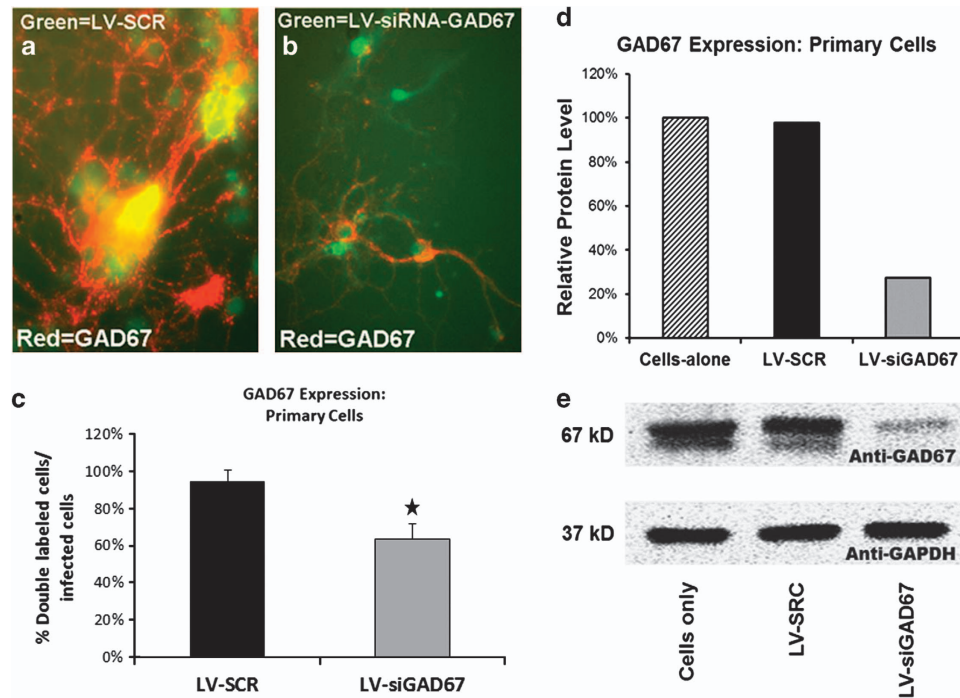 Green=LV-SCR
a
Red=GAD67
Green=LV-siRNA-GAD67
b
Red=GAD67
c
GAD67 Expression:
Primary Cells
% Double labeled cells/
infected cells
120%
100%
80%
60%
40%
20%
0%
★
LV-SCR
LV-siGAD67
d
GAD67 Expression: Primary Cells
Relative Protein Level
120%
100%
80%
60%
40%
20%
0%
Cells-alone
LV-SCR
LV-siGAD67
e
67 kD
Anti-GAD67
37 kD
Anti-GAPDH
Cells only
LV-SRC
LV-siGAD67